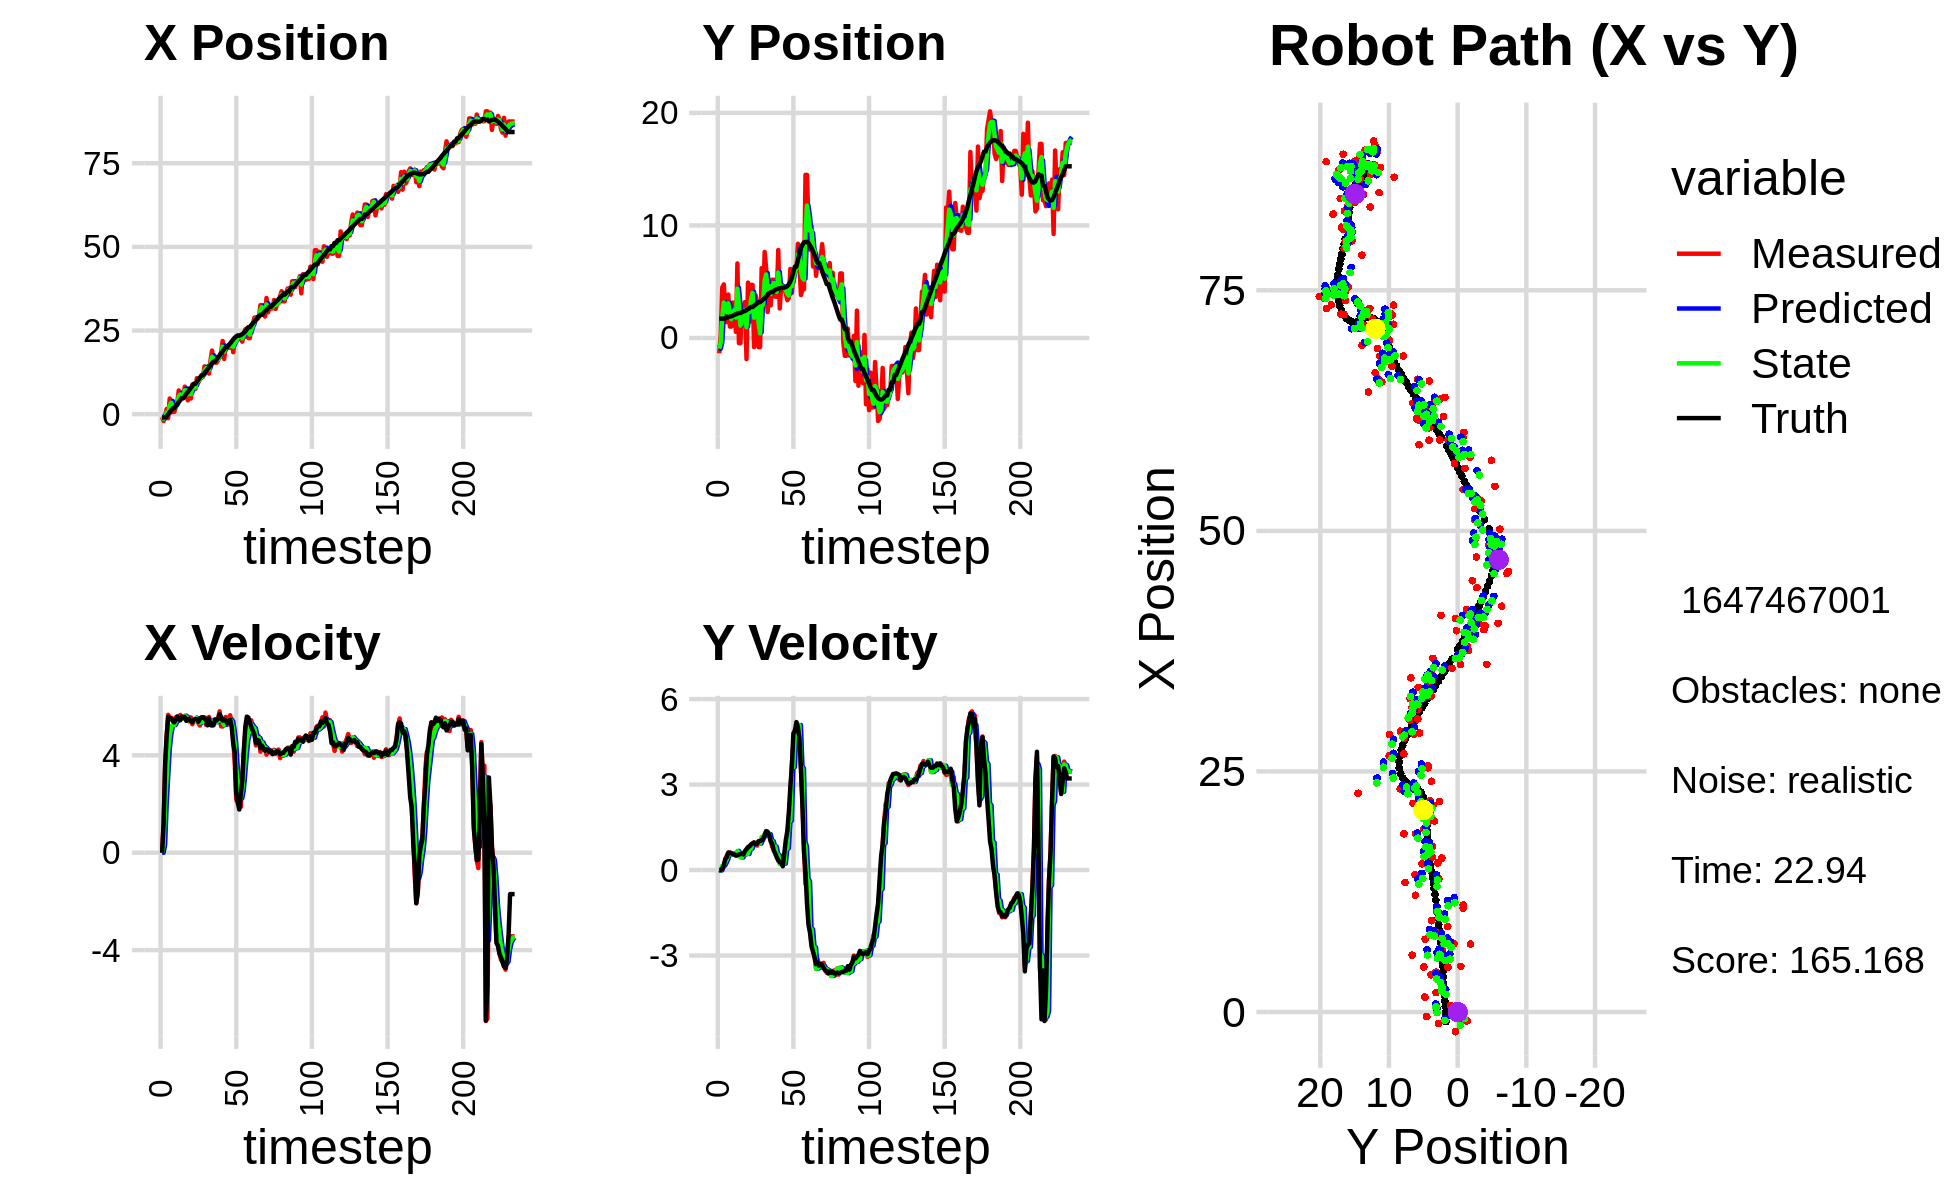 X Position
75
50
25
0
0
50
100
150
200
timestep
Y Position
20
10
0
0
50
100
150
200
timestep
X Velocity
4
0
-4
0
50
100
150
200
timestep
Y Velocity
6
3
0
-3
0
50
100
150
200
timestep
Robot Path (X vs Y)
X Position
75
50
25
0
20 10 0 -10 -20
Y Position
variable
Measured
Predicted
State
Truth
1647467001
Obstacles: none
Noise: realistic
Time: 22.94
Score: 165.168